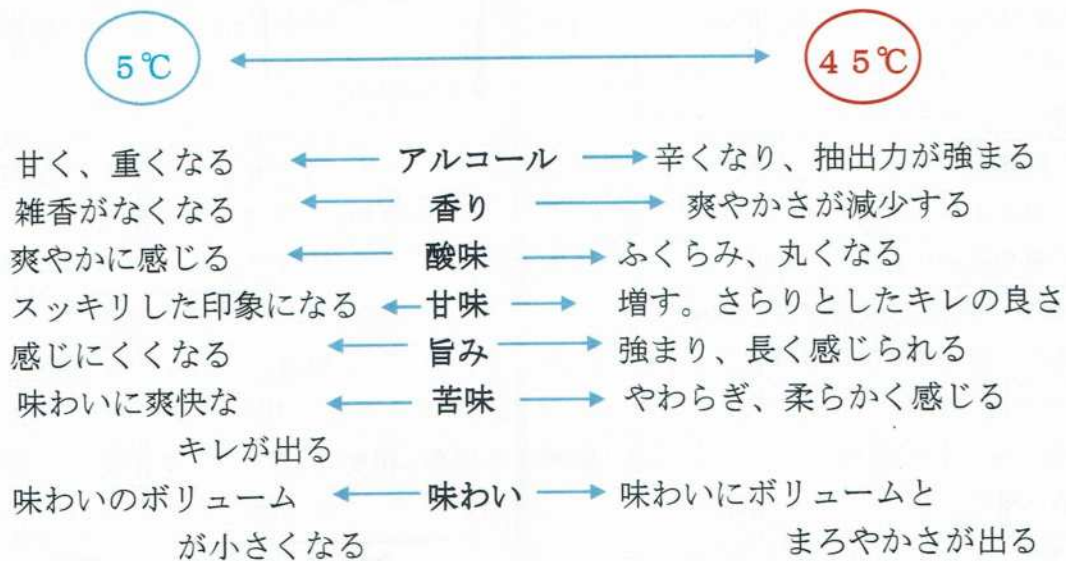 5℃ 45℃
甘く、重くなる アルコール 辛くなり、抽出力が強まる
雑香がなくなる 香り 爽やかさが減少する
爽やかに感じる 酸味 ふくらみ、丸くなる
スッキリした印象になる 甘味 増す。さらりとしたキレの良さ
感じにくくなる 旨み 強まり、長く感じられる
味わいに爽快な 苦味 やわらぎ、柔らかく感じる
キレが出る
味わいのボリューム 味わい 味わいにボリュームと
が小さくなる まろやかさが出る